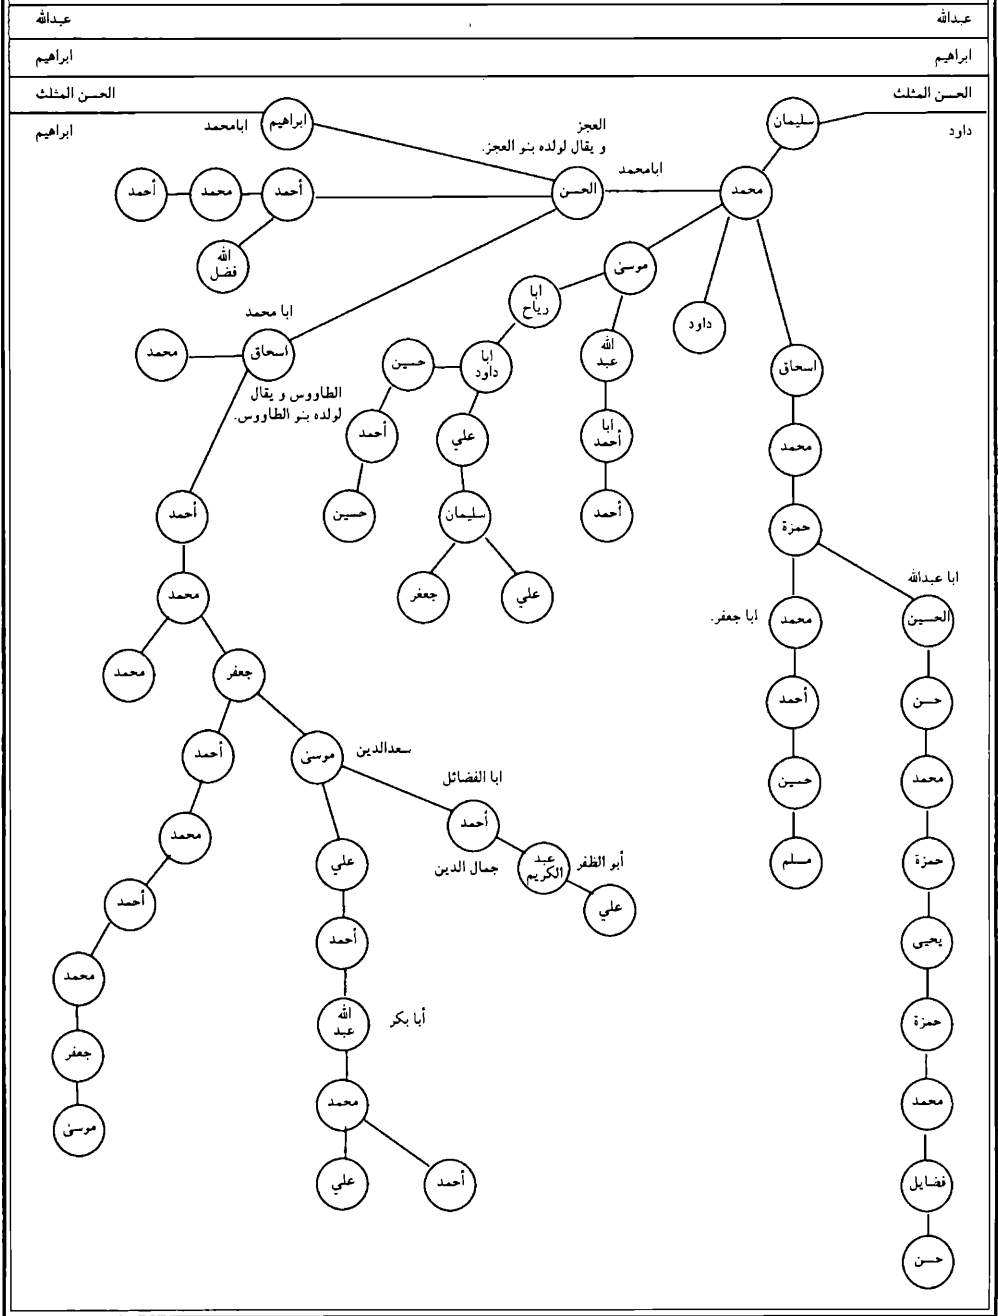 عبدالله
عبدالله
ابراهيم
ابراهيم
الحسن المثلث
الحسن المثلث
داود
ابراهيم
سليمان
ابراهيم
ابامحمد
العجز
و يقال لولده بنو العجز.
ابامحمد
محمد
الحسن
أحمد
محمد
أحمد
الله
فضل
موسىٰ
ابا
رياح
داود
ابا محمد
اسحاق
محمد
الطاووس و يقال
لولده بنو الطاووس.
الله
عبد
ابا
داود
حسين
اسحاق
ابا
أحمد
علي
أحمد
محمد
أحمد
سليمان
حسين
أحمد
حمزة
علي
جعفر
محمد
ابا عبدالله
الحسين
محمد
أبا جعفر.
جعفر
محمد
حسن
أحمد
سعدالدين
موسىٰ
أحمد
محمد
حسين
ابا الفضائل
أحمد
محمد
حمزة
مسلم
أبو الظفر
عبد
الكريم
جمال الدين
علي
علي
أحمد
يحيى
أحمد
محمد
حمزة
أبا بكر
الله
عبد
جعفر
محمد
محمد
موسىٰ
فضايل
أحمد
علي
حسن